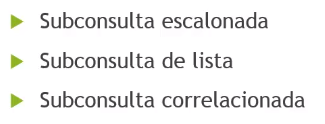 Subconsulta escalonada
Subconsulta de lista
Subconsulta correlacionada